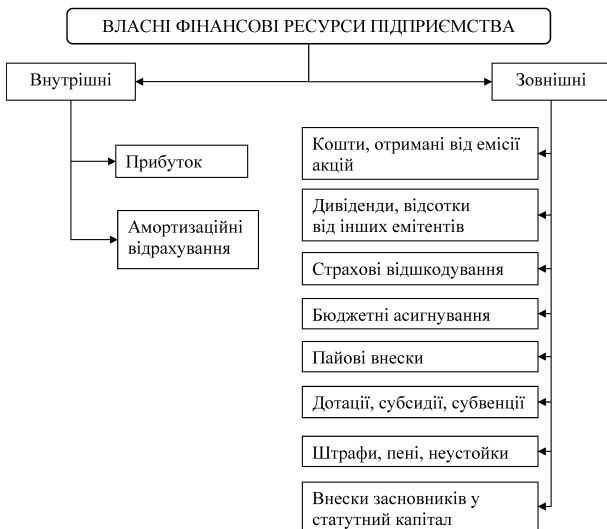 ВЛАСНІ ФІНАНСОВІ РЕСУРСИ ПІДПРИЄМСТВА
Внутрішні
Зовнішні
Прибуток
Амортизаційні
відрахування
Кошти, отримані від емісії
акцій
Дивіденди, відсотки
від інших емітентів
Страхові відшкодування
Бюджетні асигнування
Пайові внески
Дотації, субсидії, субвенції
Штрафи, пені, неустойки
Внески засновників у
статутний капітал